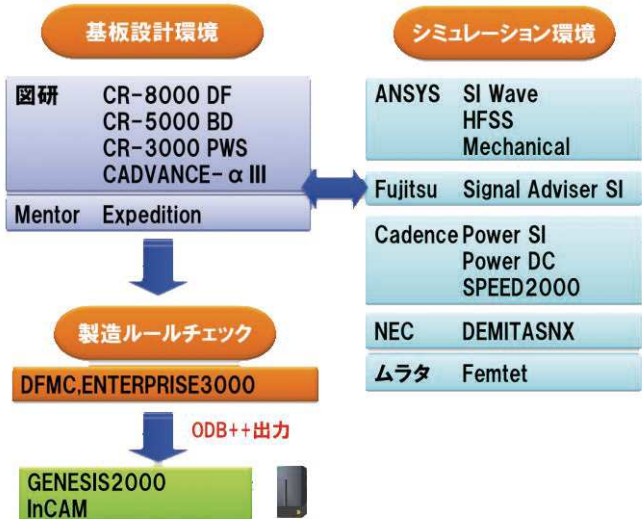 基板設計環境
図研 CR-8000 DF
CR-5000 BD
CR-3000 PWS
CADVANCE-αIII
Mentor Expedition
製造ルールチェック
DFMC,ENTERPRISE3000
ODB++出力
GENESIS2000
InCAM
シミュレーション環境
ANSYS SI Wave
HFSS
Mechanical
Fujitsu Signal Adviser SI
Cadence Power SI
Power DC
SPEED2000
NEC DEMITASNX
ムラタ Femtet